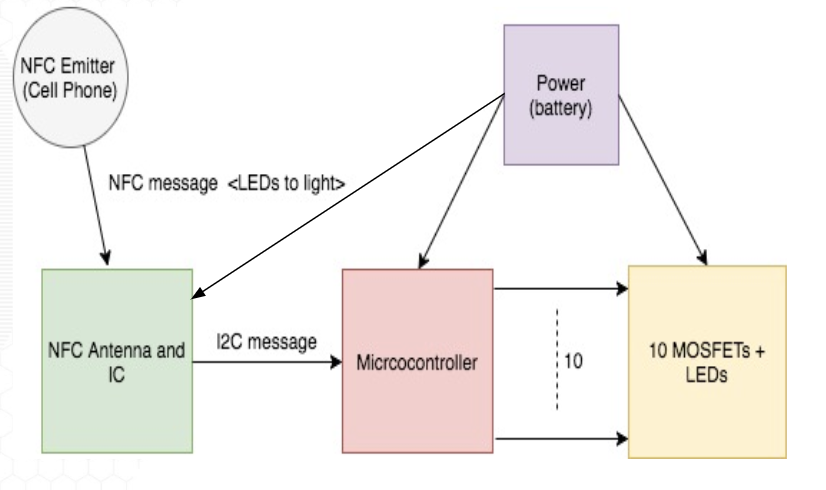 NFC Emitter
(Cell Phone)
Power
(battery)
NFC message <LEDs to light>
NFC Antenna and
IC
I2C message
Micrcocontroller
10
10 MOSFETs +
LEDs